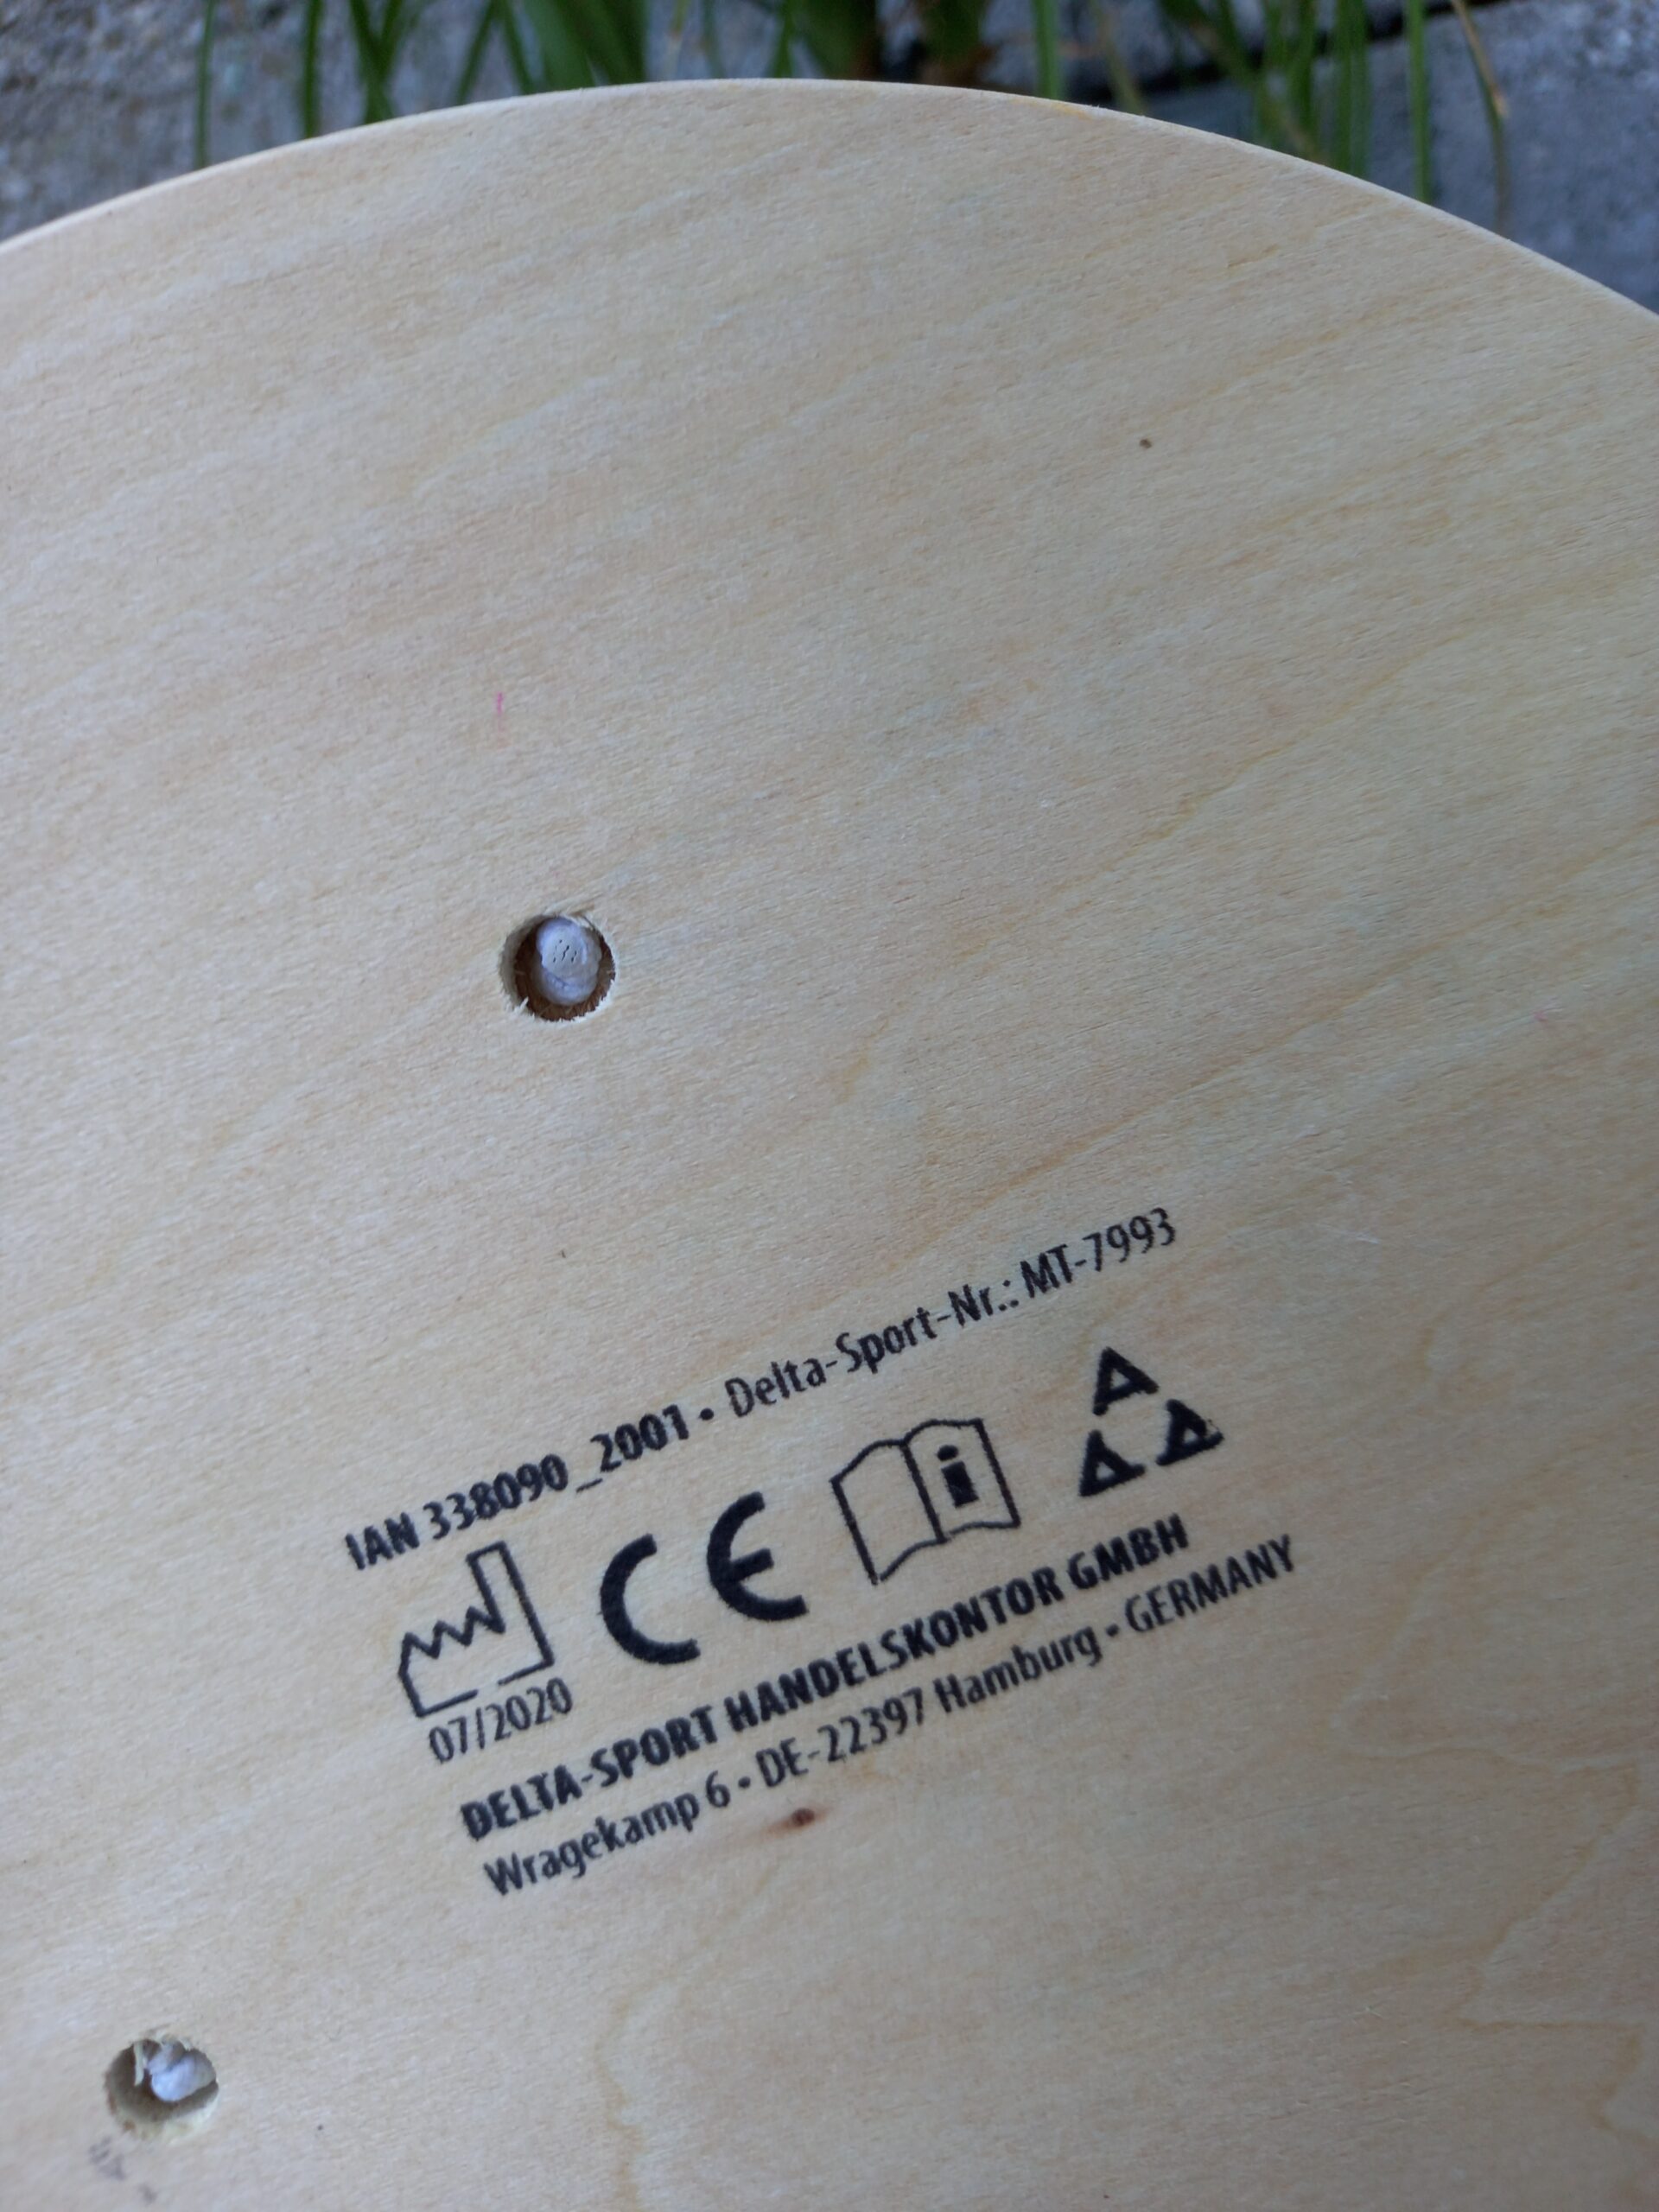 IAN 338090_2001 • Delta-Sport-Nr.: MT-7993
CE
07/2020
DELTA-SPORT HANDELSKONTOR GMBH
Wragekamp 6 • DE-22397 Hamburg • GERMANY